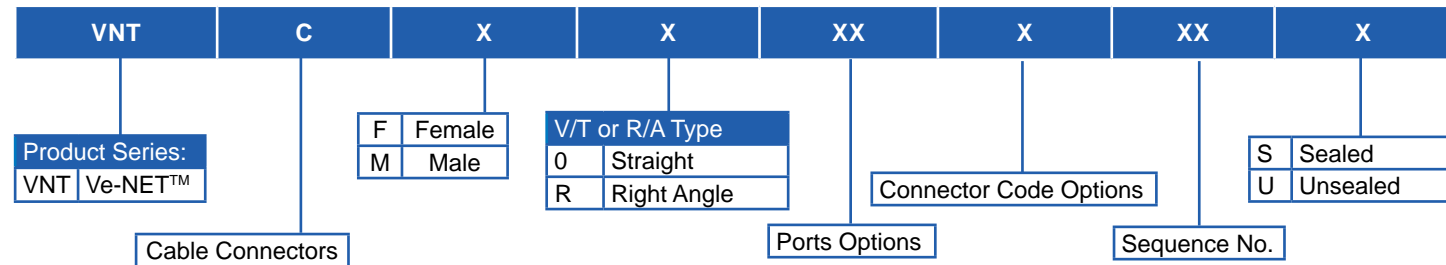 VNT C X X XX X XX X
Product Series:
VNT Ve-NET™
Cable Connectors
F Female
M Male
V/T or R/A Type
0 Straight
R Right Angle
Ports Options
Connector Code Options
Sequence No.
S Sealed
U Unsealed